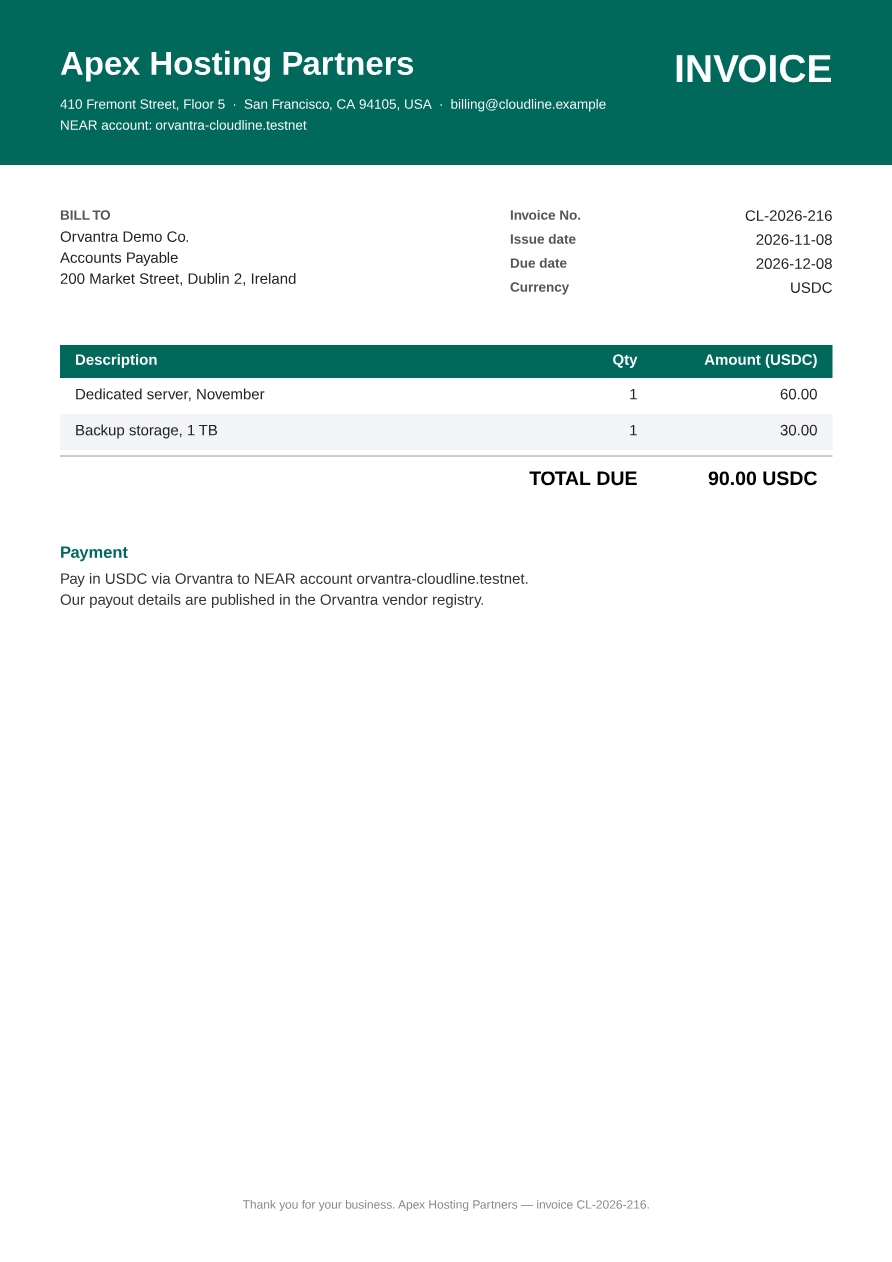 Apex Hosting Partners
INVOICE
410 Fremont Street, Floor 5 · San Francisco, CA 94105, USA · billing@cloudline.example
NEAR account: orvantra-cloudline.testnet
BILL TO
Orvantra Demo Co.
Accounts Payable
200 Market Street, Dublin 2, Ireland
Invoice No. CL-2026-216
Issue date 2026-11-08
Due date 2026-12-08
Currency USDC
Description Qty Amount (USDC)
Dedicated server, November 1 60.00
Backup storage, 1 TB 1 30.00
TOTAL DUE 90.00 USDC
Payment
Pay in USDC via Orvantra to NEAR account orvantra-cloudline.testnet.
Our payout details are published in the Orvantra vendor registry.
Thank you for your business. Apex Hosting Partners — invoice CL-2026-216.